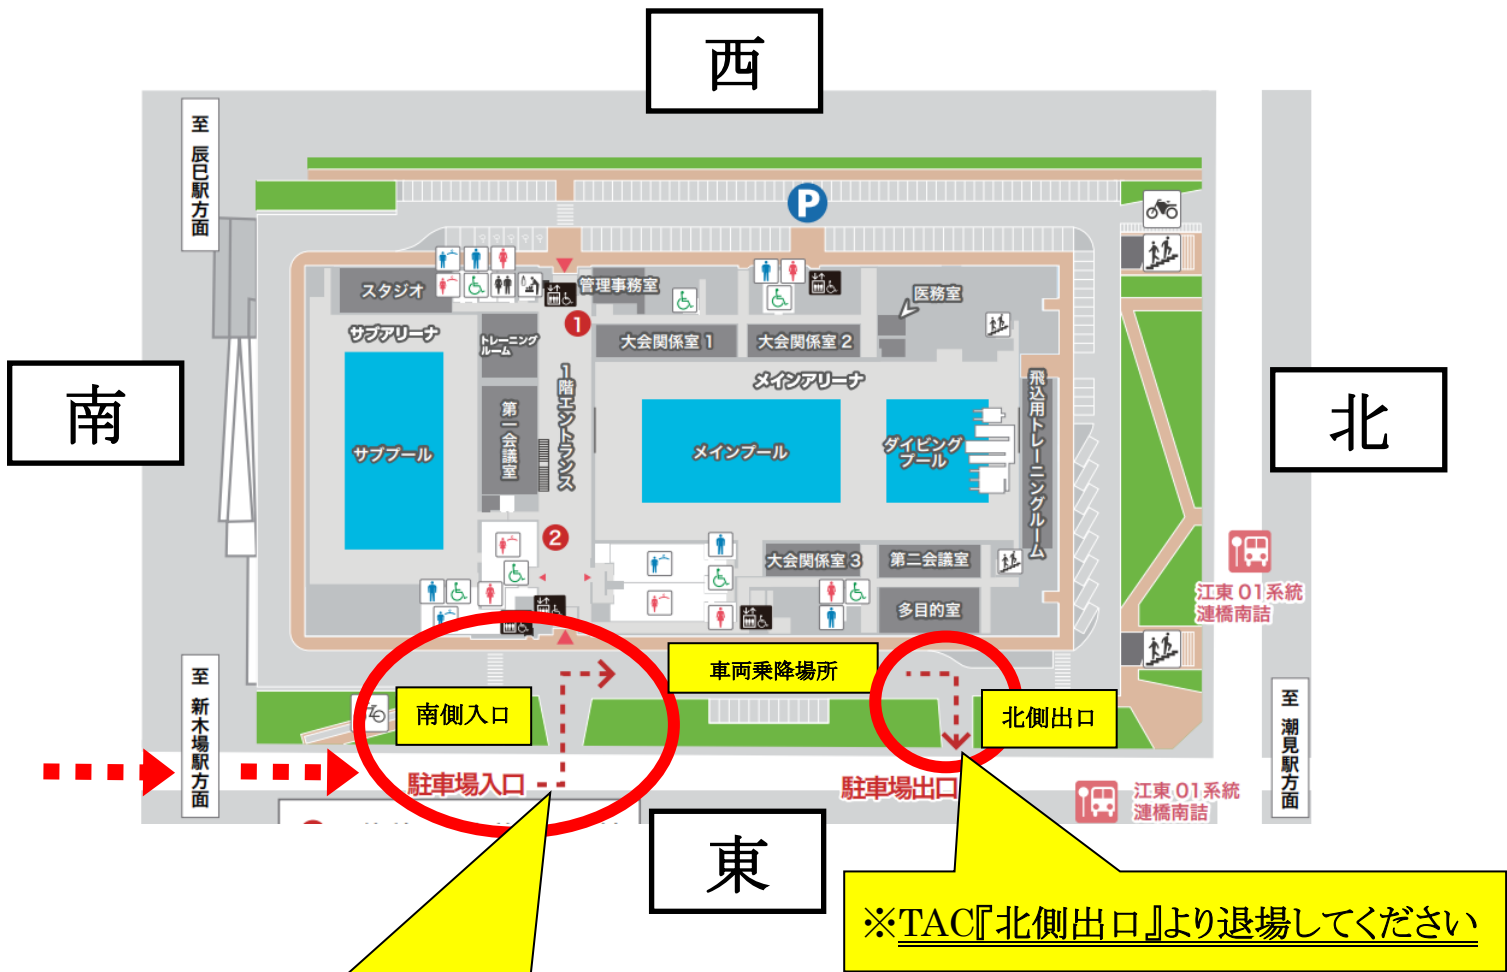 西
至 辰巳駅方面
P
スタジオ
管理事務室
医務室
サブアリーナ
トレーニング
ルーム
1
大会関係室 1
大会関係室 2
メインアリーナ
1階エントランス
飛込用トレーニングルーム
南
北
第一会議室
サブプール
メインプール
ダイビング
プール
2
大会関係室 3
第二会議室
多目的室
江東 01系統
漣橋南詰
車両乗降場所
至 新木場駅方面
南側入口
北側出口
至 潮見駅方面
駐車場入口
駐車場出口
江東 01系統
漣橋南詰
東
※TAC『北側出口』より退場してください